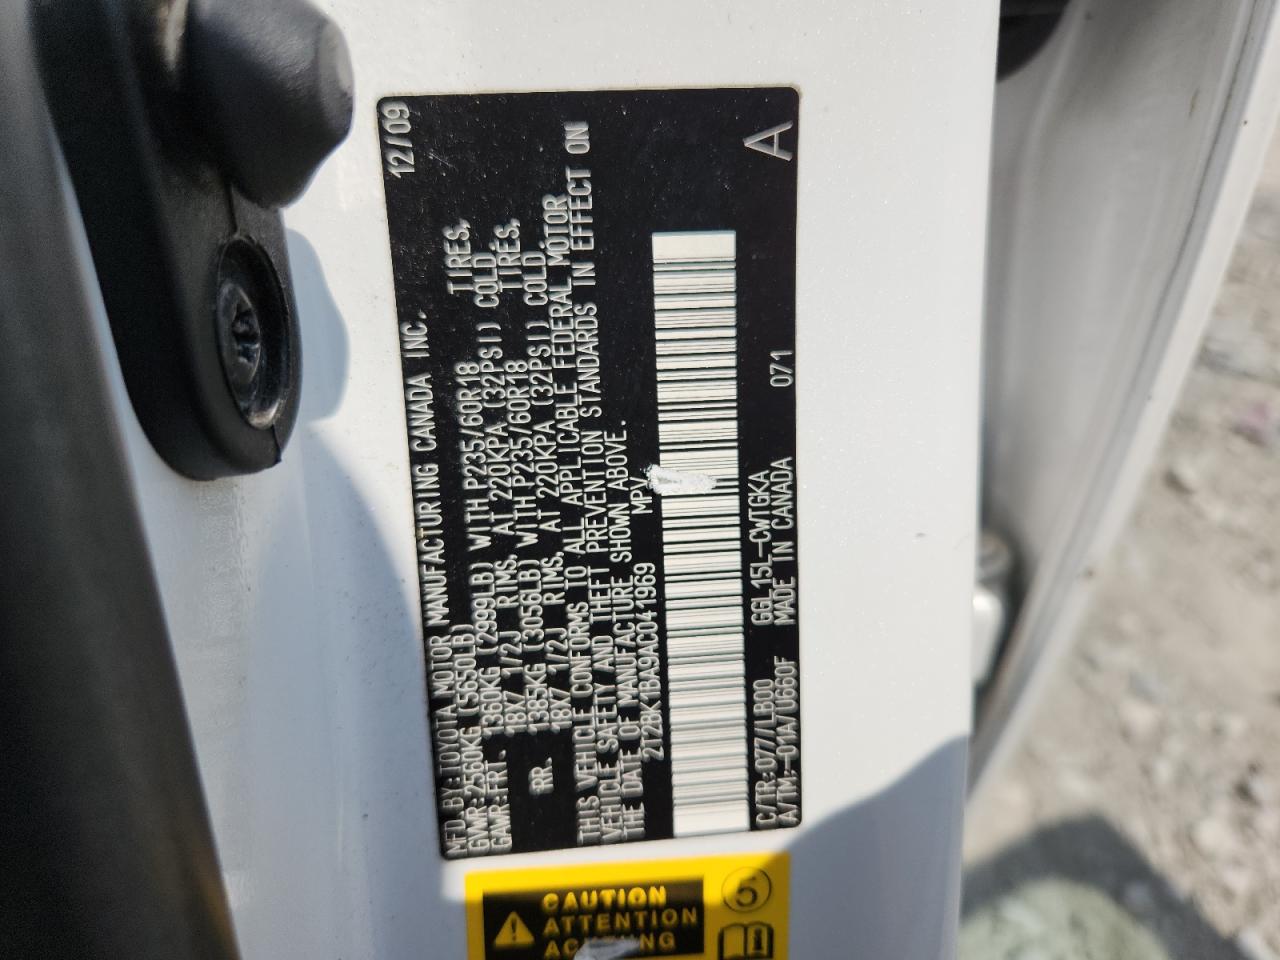 MFD.BY:TOYOTA MOTOR MANUFACTURING CANADA INC. 12/09
GVWR:2560KG (5650LB)
GAWR:FRT. 1360KG (2999LB) WITH P235/60R18 TIRES,
18X7 1/2J RIMS, AT 220KPA (32PSI) COLD.
RR. 1385KG (3056LB) WITH P235/60R18 TIRES,
18X7 1/2J RIMS, AT 220KPA (32PSI) COLD.
THIS VEHICLE CONFORMS TO ALL APPLICABLE FEDERAL MOTOR
VEHICLE SAFETY AND THEFT PREVENTION STANDARDS IN EFFECT ON
THE DATE OF MANUFACTURE SHOWN ABOVE.
2T2BK1BA9AC041969 MPV
C/TR:077/LB00 GGL15L-CWTGKA 071 A
A/TM:-01A/U660F MADE IN CANADA
CAUTION
ATTENTION
ACHTUNG
5